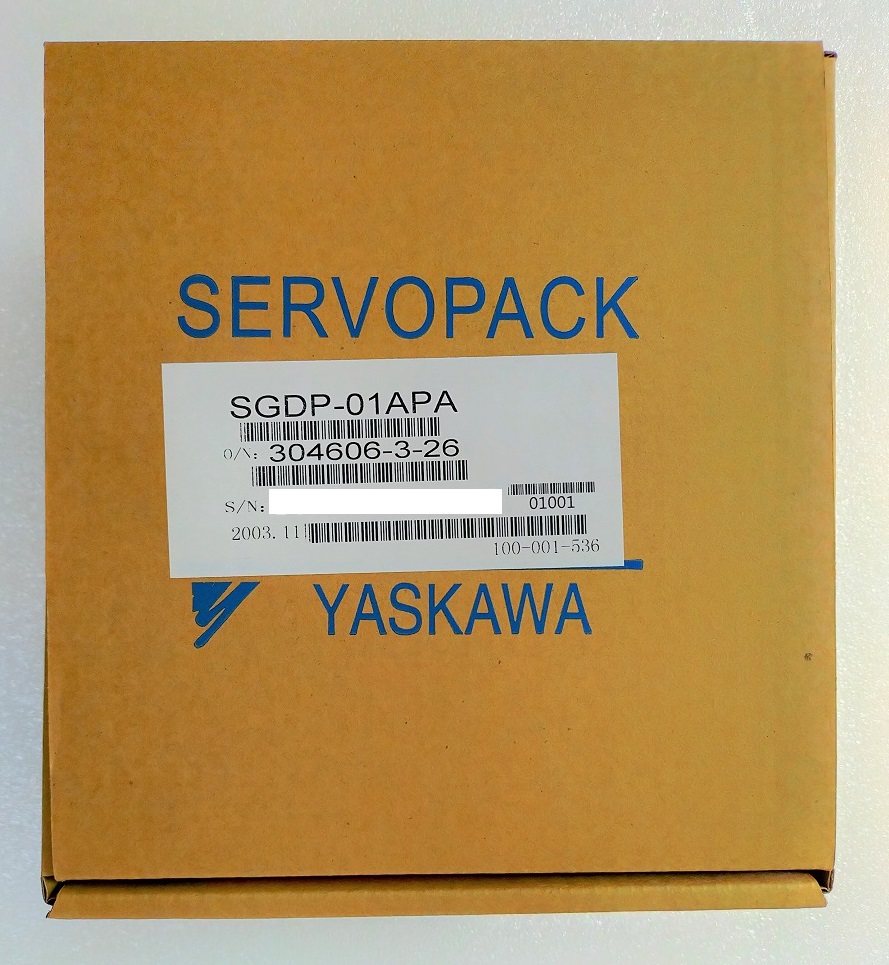 SERVOPACK
SGDP-01APA
O/N: 304606-3-26
S/N:
01001
2003.11
100-001-536
YASKAWA